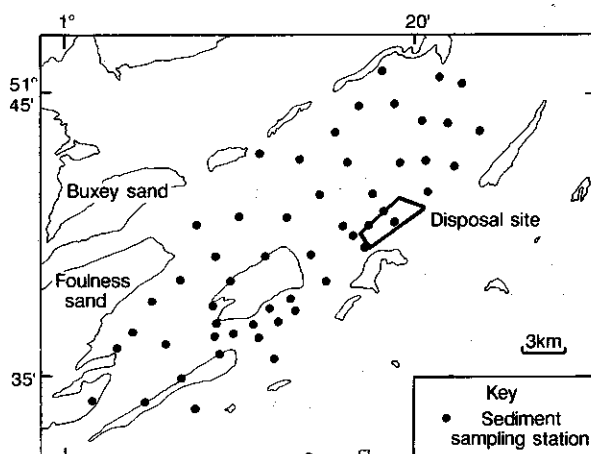 1°
20'
51°
45'
Buxey sand
Disposal site
Foulness
sand
3km
35'
Key
Sediment
sampling station